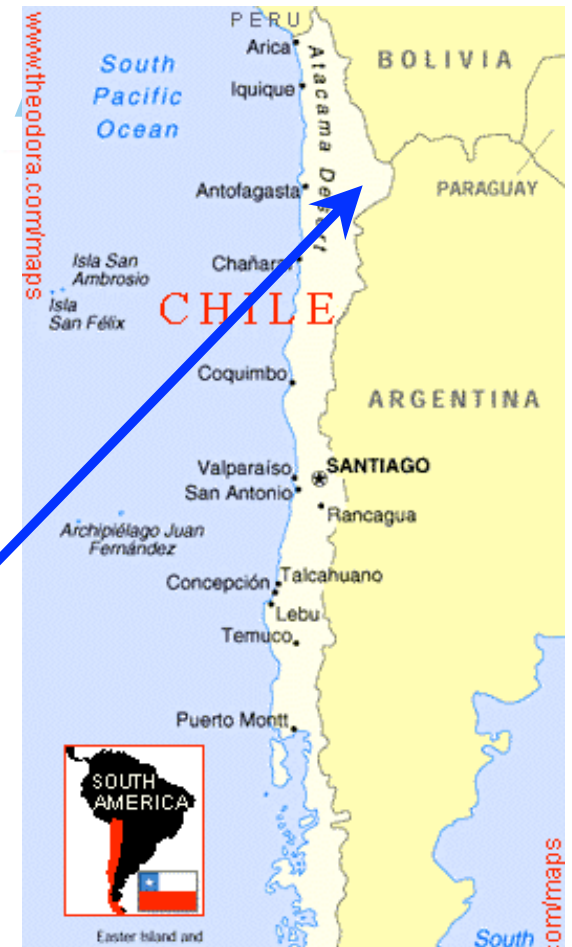 www.theodora.com/maps
PERU
Arica
Atacama Desert
BOLIVIA
South
Pacific
Ocean
Iquique
PARAGUAY
Antofagasta
Isla San
Ambrosio
Chañaral
Isla
San Félix
CHILE
Coquimbo
ARGENTINA
Valparaiso
SANTIAGO
San Antonio
Rancagua
Archipiélago Juan
Fernández
Talcahuano
Concepción
Lebu
Temuco
Puerto Montt
SOUTH
AMERICA
Easter Island and
South
com/maps